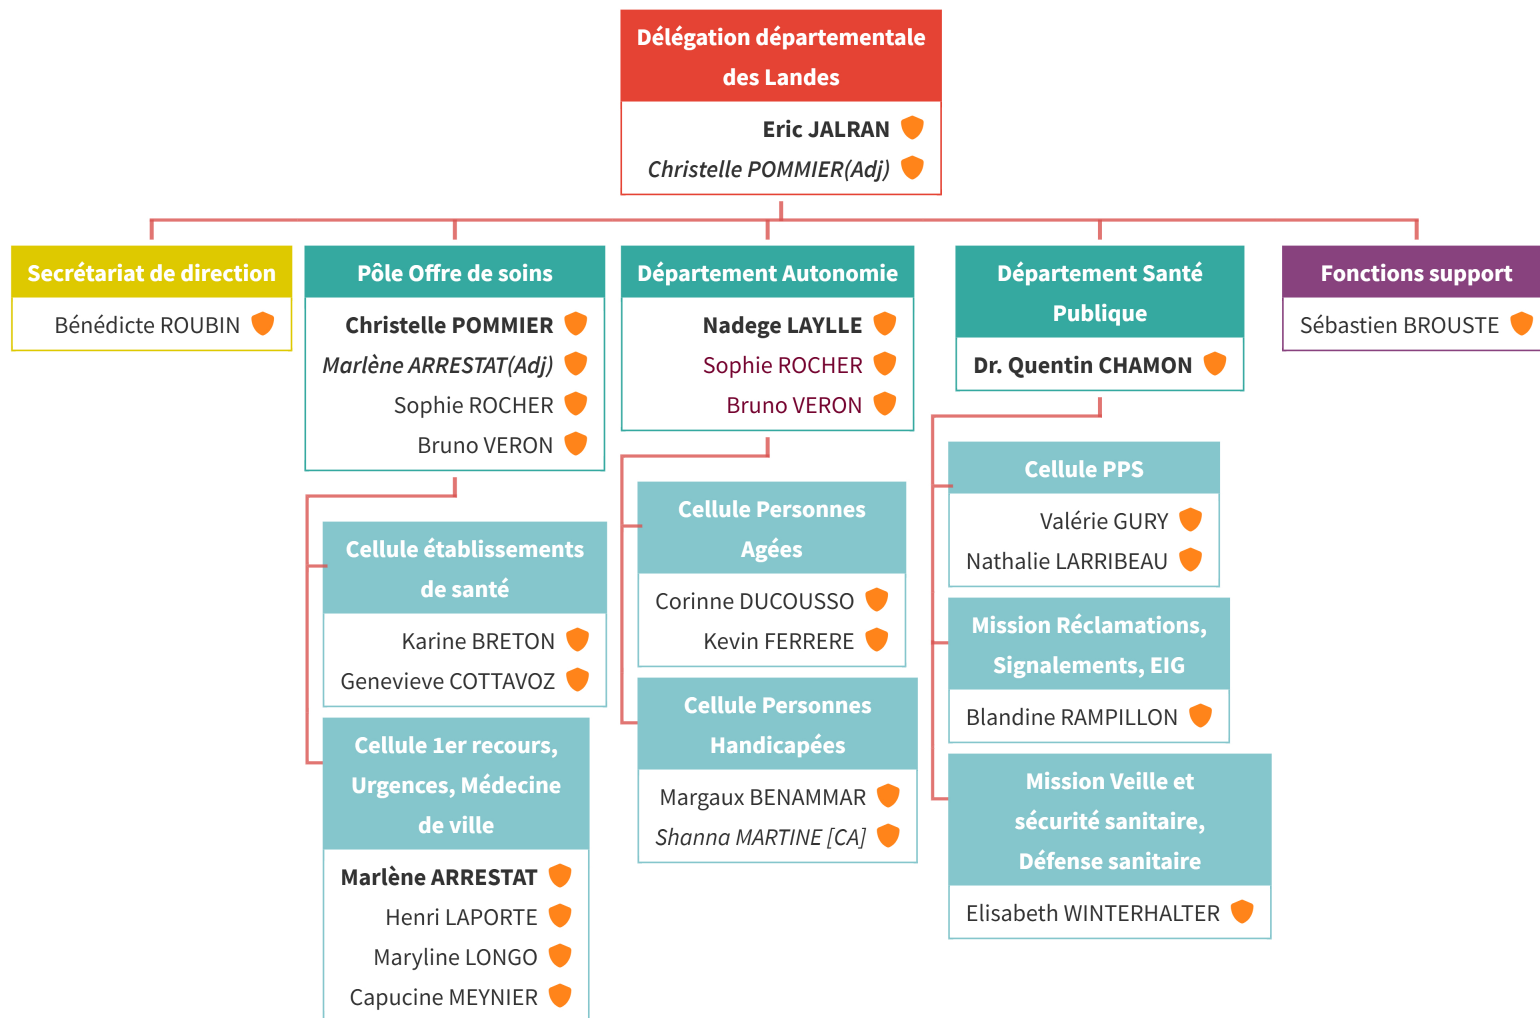 Délégation départementale
des Landes
Eric JALRAN
Christelle POMMIER(Adj)
Secrétariat de direction
Bénédicte ROUBIN
Pôle Offre de soins
Christelle POMMIER
Marlène ARRESTAT(Adj)
Sophie ROCHER
Bruno VERON
Cellule établissements
de santé
Karine BRETON
Genevieve COTTAVOZ
Cellule 1er recours,
Urgences, Médecine
de ville
Marlène ARRESTAT
Henri LAPORTE
Maryline LONGO
Capucine MEYNIER
Département Autonomie
Nadege LAYLLE
Sophie ROCHER
Bruno VERON
Cellule Personnes
Agées
Corinne DUCOUSSO
Kevin FERRERE
Cellule Personnes
Handicapées
Margaux BENAMMAR
Shanna MARTINE [CA]
Département Santé
Publique
Dr. Quentin CHAMON
Cellule PPS
Valérie GURY
Nathalie LARRIBEAU
Mission Réclamations,
Signalements, EIG
Blandine RAMPILLON
Mission Veille et
sécurité sanitaire,
Défense sanitaire
Elisabeth WINTERHALTER
Fonctions support
Sébastien BROUSTE